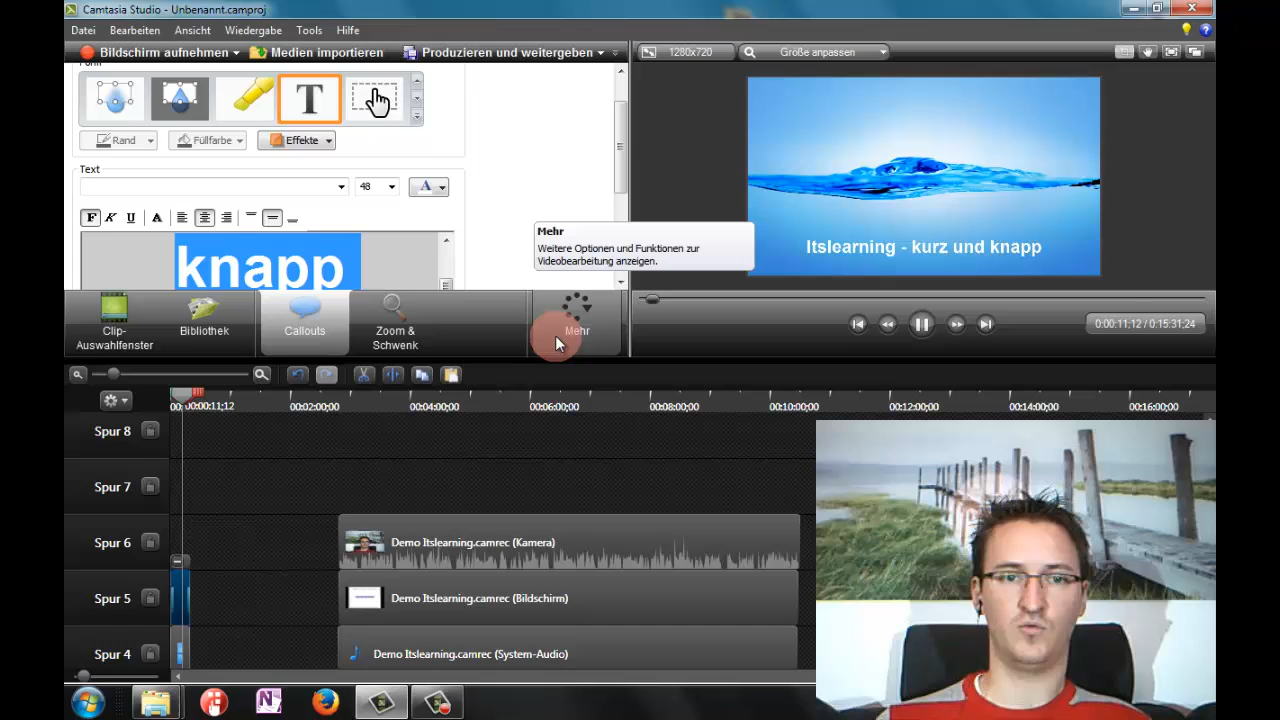 Camtasia Studio - Unbenannt.camproj
Datei Bearbeiten Ansicht Wiedergabe Tools Hilfe
Bildschirm aufnehmen Medien importieren Produzieren und weitergeben
1280x720 Größe anpassen
Form
T
Rand Füllfarbe Effekte
Text
48 A
F K U A
knapp
Mehr
Weitere Optionen und Funktionen zur
Videobearbeitung anzeigen.
Itslearning - kurz und knapp
Clip-
Auswahlfenster
Bibliothek
Callouts
Zoom &
Schwenk
Mehr
0:00:11;12 / 0:15:31;24
00:00:11;12 00:02:00;00 00:04:00;00 00:06:00;00 00:08:00;00 00:10:00;00 00:12:00;00 00:14:00;00 00:16:00;00
Spur 8
Spur 7
Spur 6
Demo Itslearning.camrec (Kamera)
Spur 5
Demo Itslearning.camrec (Bildschirm)
Spur 4
Demo Itslearning.camrec (System-Audio)